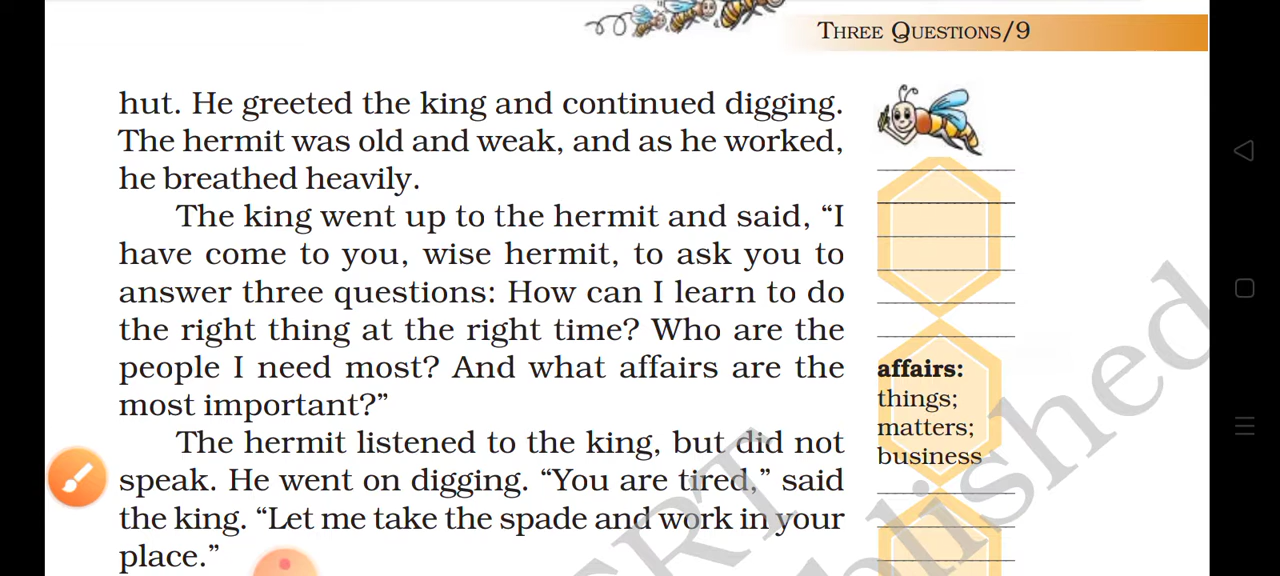 THREE QUESTIONS/9
hut. He greeted the king and continued digging.
The hermit was old and weak, and as he worked,
he breathed heavily.
The king went up to the hermit and said, “I
have come to you, wise hermit, to ask you to
answer three questions: How can I learn to do
the right thing at the right time? Who are the
people I need most? And what affairs are the
most important?”
affairs:
things;
matters;
business
The hermit listened to the king, but did not
speak. He went on digging. “You are tired,” said
the king. “Let me take the spade and work in your
place.”